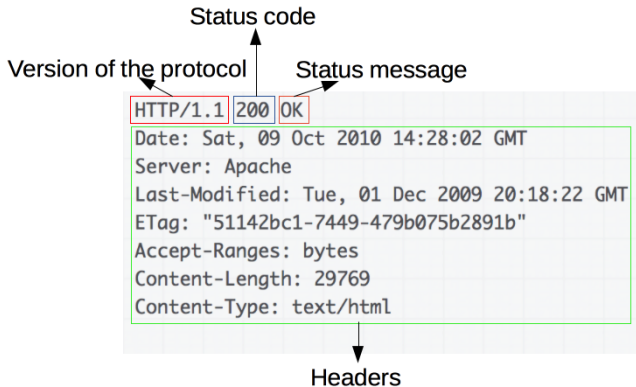 Status code
Version of the protocol
Status message
HTTP/1.1 200 OK
Date: Sat, 09 Oct 2010 14:28:02 GMT
Server: Apache
Last-Modified: Tue, 01 Dec 2009 20:18:22 GMT
ETag: "51142bc1-7449-479b075b2891b"
Accept-Ranges: bytes
Content-Length: 29769
Content-Type: text/html
Headers